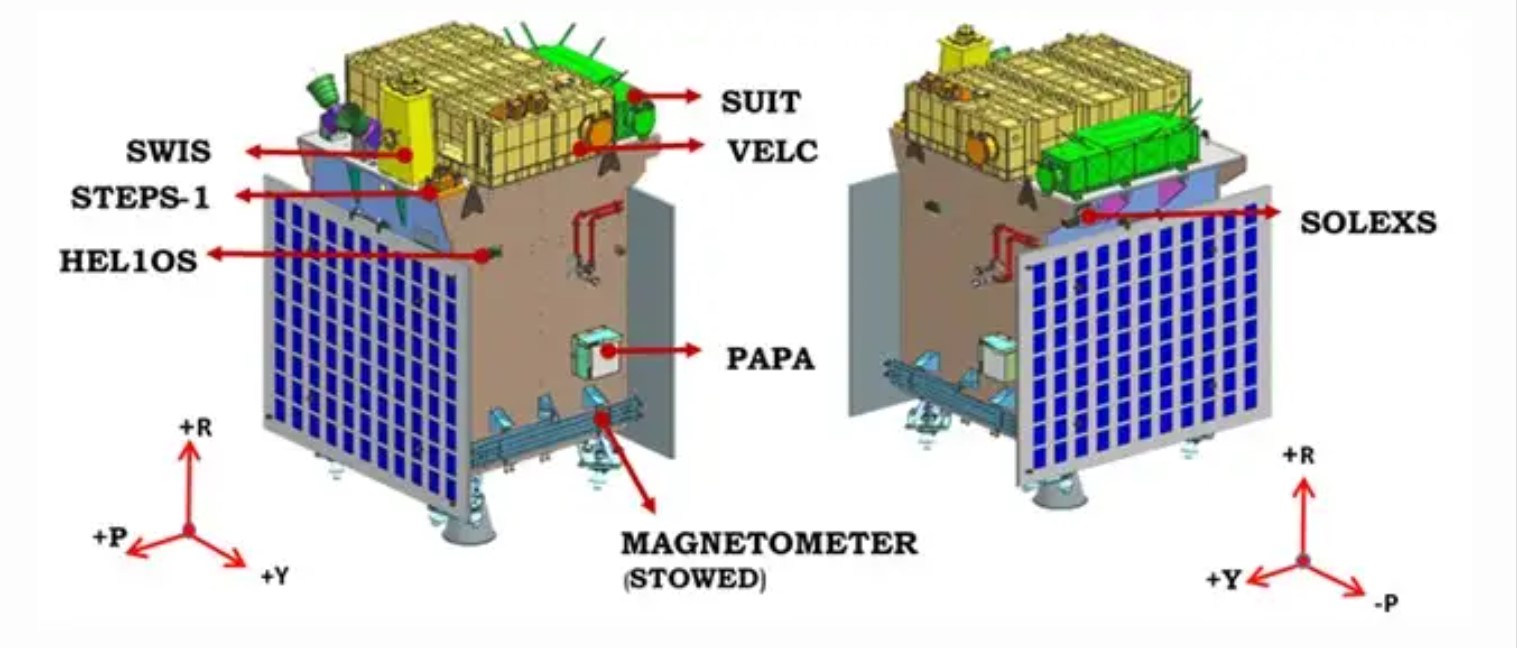 SUIT
SWIS
VELC
STEPS-1
SOLEXS
HEL1OS
PAPA
+R
+P
+Y
MAGNETOMETER
(STOWED)
+R
+Y
-P